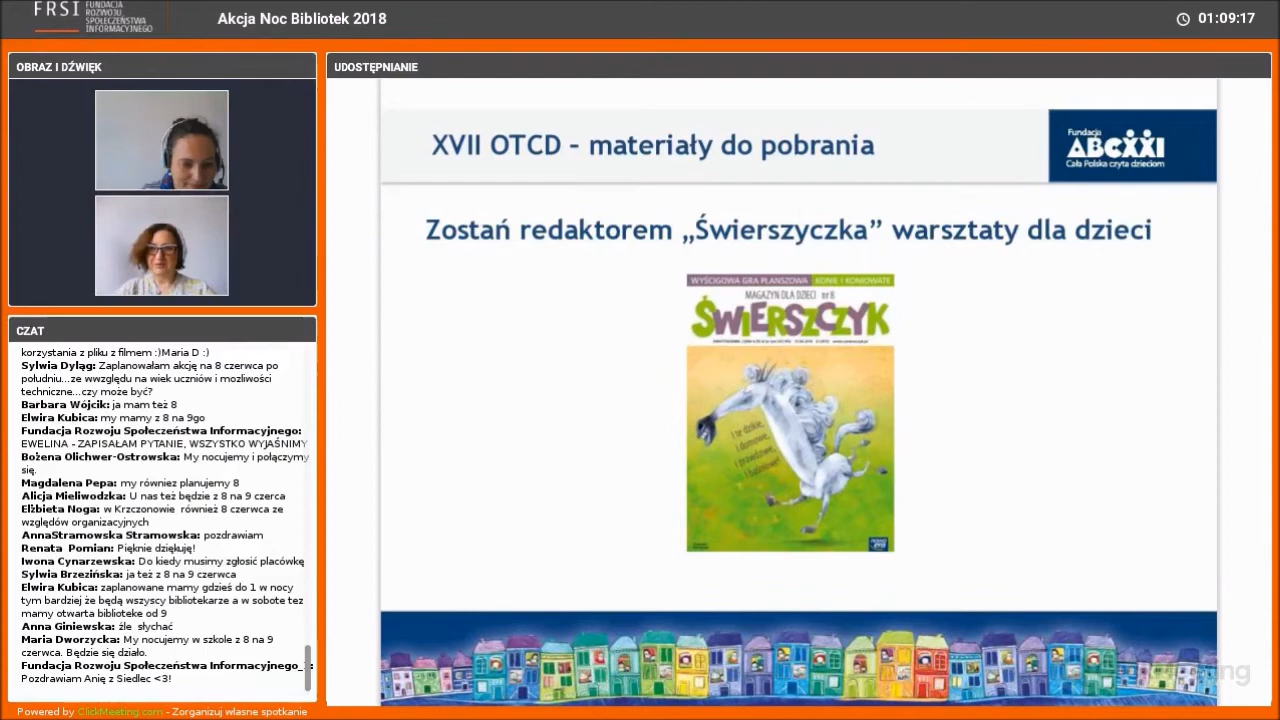 FRSI
FUNDACJA
ROZWOJU
SPOŁECZEŃSTWA
INFORMACYJNEGO
Akcja Noc Bibliotek 2018
01:09:17
OBRAZ I DŹWIĘK
CZAT
korzystania z pliku z filmem :)Maria D :)
Sylwia Dyląg: Zaplanowałam akcję na 8 czerwca po
południu...ze wwzględu na wiek uczniów i mozliwości
techniczne...czy może być?
Barbara Wójcik: ja mam też 8
Elwira Kubica: my mamy z 8 na 9go
Fundacja Rozwoju Społeczeństwa Informacyjnego:
EWELINA - ZAPISAŁAM PYTANIE, WSZYSTKO WYJAŚNIMY
Bożena Olichwer-Ostrowska: My nocujemy i połączymy
się.
Magdalena Pepa: my równiez planujemy 8
Alicja Mieliwodzka: U nas też będzie z 8 na 9 czerca
Elżbieta Noga: w Krzczonowie również 8 czerwca ze
względów organizacyjnych
AnnaStramowska Stramowska: pozdrawiam
Renata Pomian: Pięknie dziękuję!
Iwona Cynarzewska: Do kiedy musimy zgłosić placówkę
Sylwia Brzezińska: ja też z 8 na 9 czerwca
Elwira Kubica: zaplanowane mamy gdzieś do 1 w nocy
tym bardziej że będą wszyscy bibliotekarze a w sobote tez
mamy otwarta biblioteke od 9
Anna Giniewska: źle słychać
Maria Dworzycka: My nocujemy w szkole z 8 na 9
czerwca. Będzie się działo.
Fundacja Rozwoju Społeczeństwa Informacyjnego_
Pozdrawiam Anię z Siedlec <3!
Powered by ClickMeeting.com - Zorganizuj własne spotkanie
UDOSTĘPNIANIE
XVII OTCD – materiały do pobrania
Fundacja
ABCXXI
Cała Polska czyta dzieciom
Zostań redaktorem „Świerszyczka” warsztaty dla dzieci
WYŚCIGOWA GRA PLANSZOWA KONIE I KONIOWATE
MAGAZYN DLA DZIECI nr 8
ŚWIERSZCZYK
i te dzikie,
i domowe,
i prawdziwe,
i bajkowe!